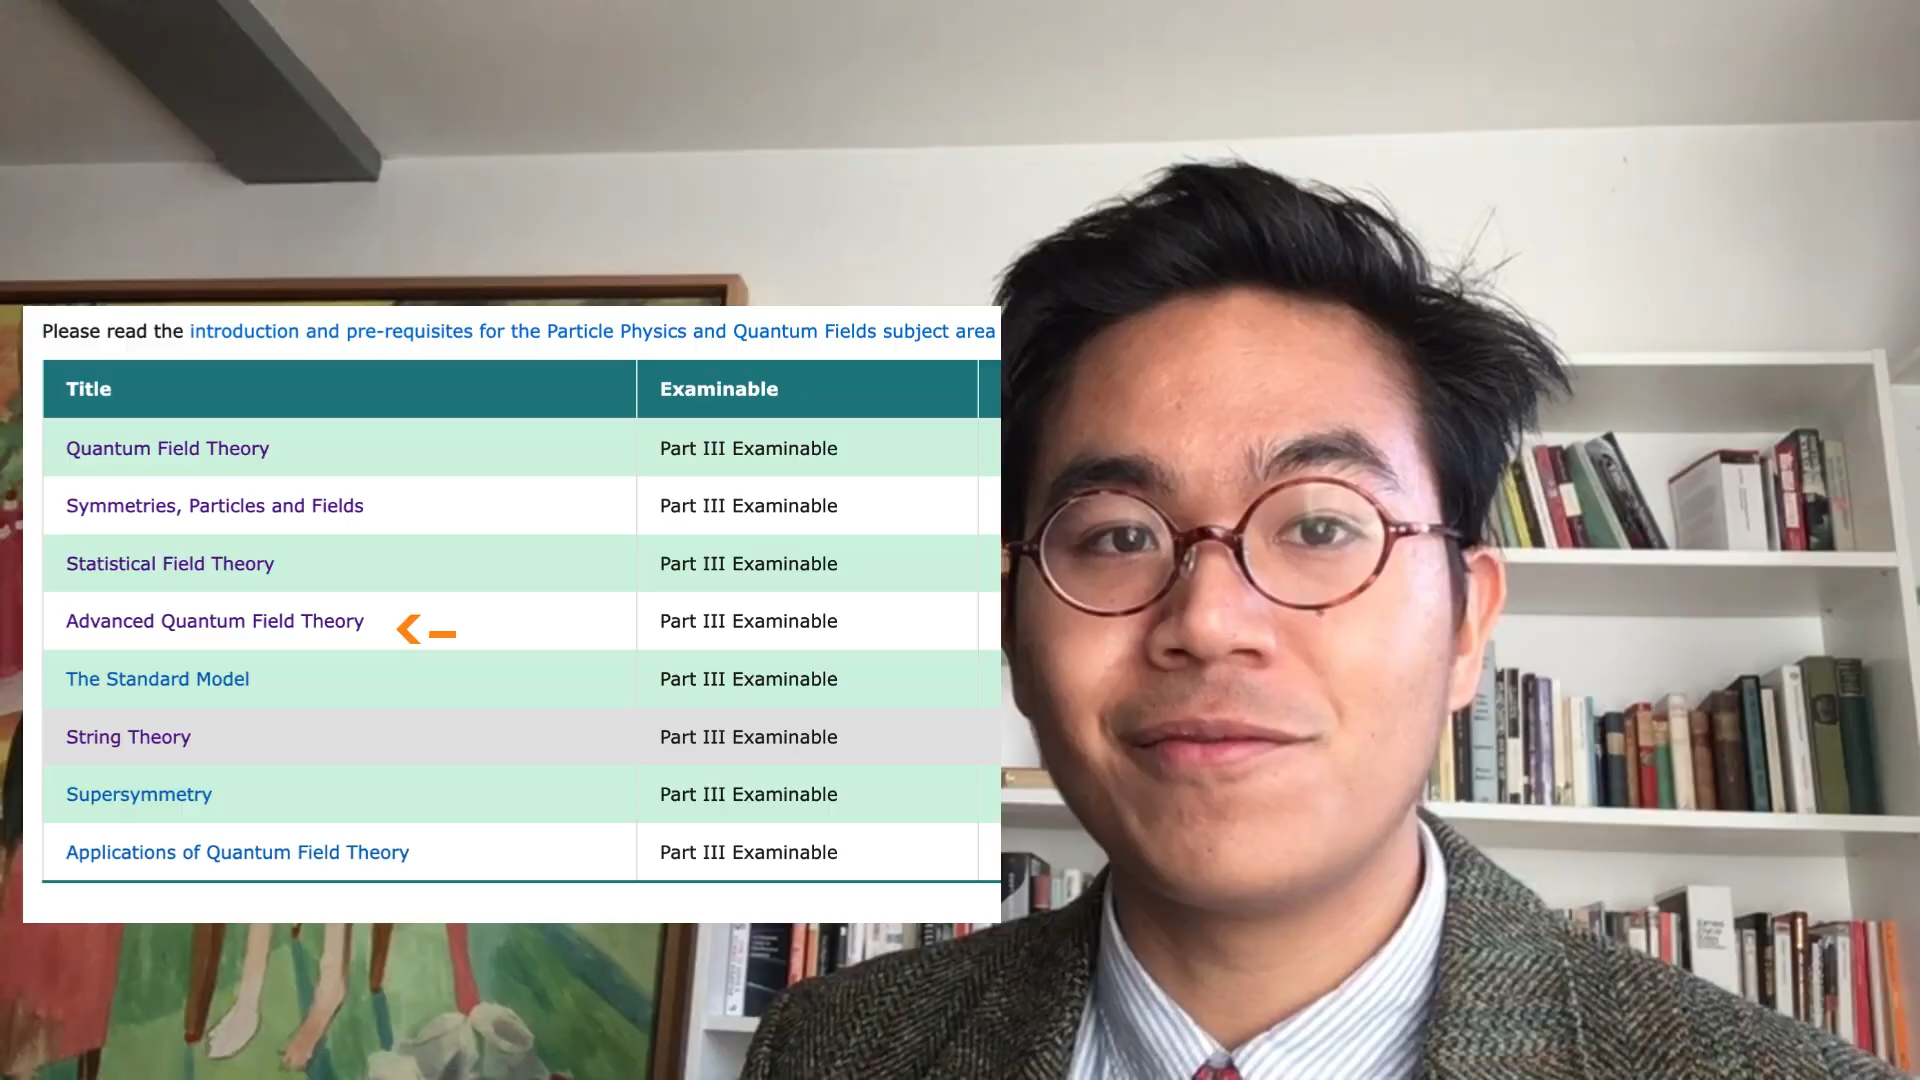 Please read the introduction and pre-requisites for the Particle Physics and Quantum Fields subject area
Title Examinable
Quantum Field Theory Part III Examinable
Symmetries, Particles and Fields Part III Examinable
Statistical Field Theory Part III Examinable
Advanced Quantum Field Theory Part III Examinable
The Standard Model Part III Examinable
String Theory Part III Examinable
Supersymmetry Part III Examinable
Applications of Quantum Field Theory Part III Examinable